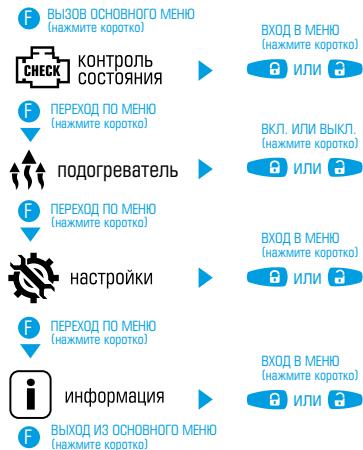 F ВЫЗОВ ОСНОВНОГО МЕНЮ
(нажмите коротко)
ВХОД В МЕНЮ
(нажмите коротко)
CHECK контроль
состояния
или
F ПЕРЕХОД ПО МЕНЮ
(нажмите коротко)
ВКЛ. ИЛИ ВЫКЛ.
(нажмите коротко)
подогреватель
или
F ПЕРЕХОД ПО МЕНЮ
(нажмите коротко)
ВХОД В МЕНЮ
(нажмите коротко)
настройки
или
F ПЕРЕХОД ПО МЕНЮ
(нажмите коротко)
ВХОД В МЕНЮ
(нажмите коротко)
i информация
или
F ВЫХОД ИЗ ОСНОВНОГО МЕНЮ
(нажмите коротко)